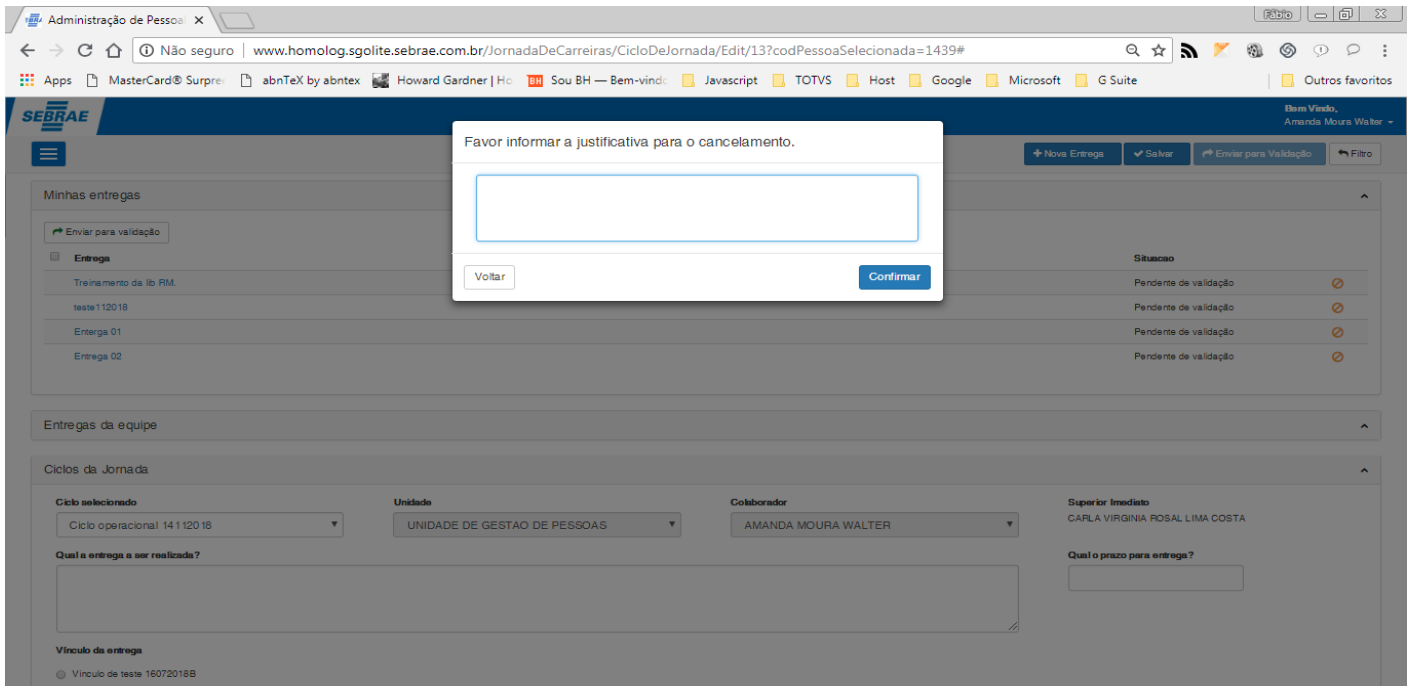 Administração de Pessoa
Fábio
Não seguro | www.homolog.sgolite.sebrae.com.br/JornadaDeCarreiras/CicloDeJornada/Edit/13?codPessoaSelecionada=1439#
Apps MasterCard® Surpre abnTeX by abntex Howard Gardner | Ho BH Sou BH — Bem-vindo Javascript TOTVS Host Google Microsoft G Suite Outros favoritos
SEBRAE
Bem Vindo,
Amanda Moura Walter
Favor informar a justificativa para o cancelamento.
Nova Entrega Salvar Enviar para Validação Filtro
Minhas entregas
Enviar para validação
Entrega Situacao
Voltar Confirmar
Treinamento da lib RM. Pendente de validação
teste112018 Pendente de validação
Enterga 01 Pendente de validação
Entrega 02 Pendente de validação
Entregas da equipe
Ciclos da Jornada
Ciclo selecionado Unidade Colaborador Superior Imediato
Ciclo operacional 14112018 UNIDADE DE GESTAO DE PESSOAS AMANDA MOURA WALTER CARLA VIRGINIA ROSAL LIMA COSTA
Qual a entrega a ser realizada? Qual o prazo para entrega?
Vínculo da entrega
Vinculo de teste 16072018B